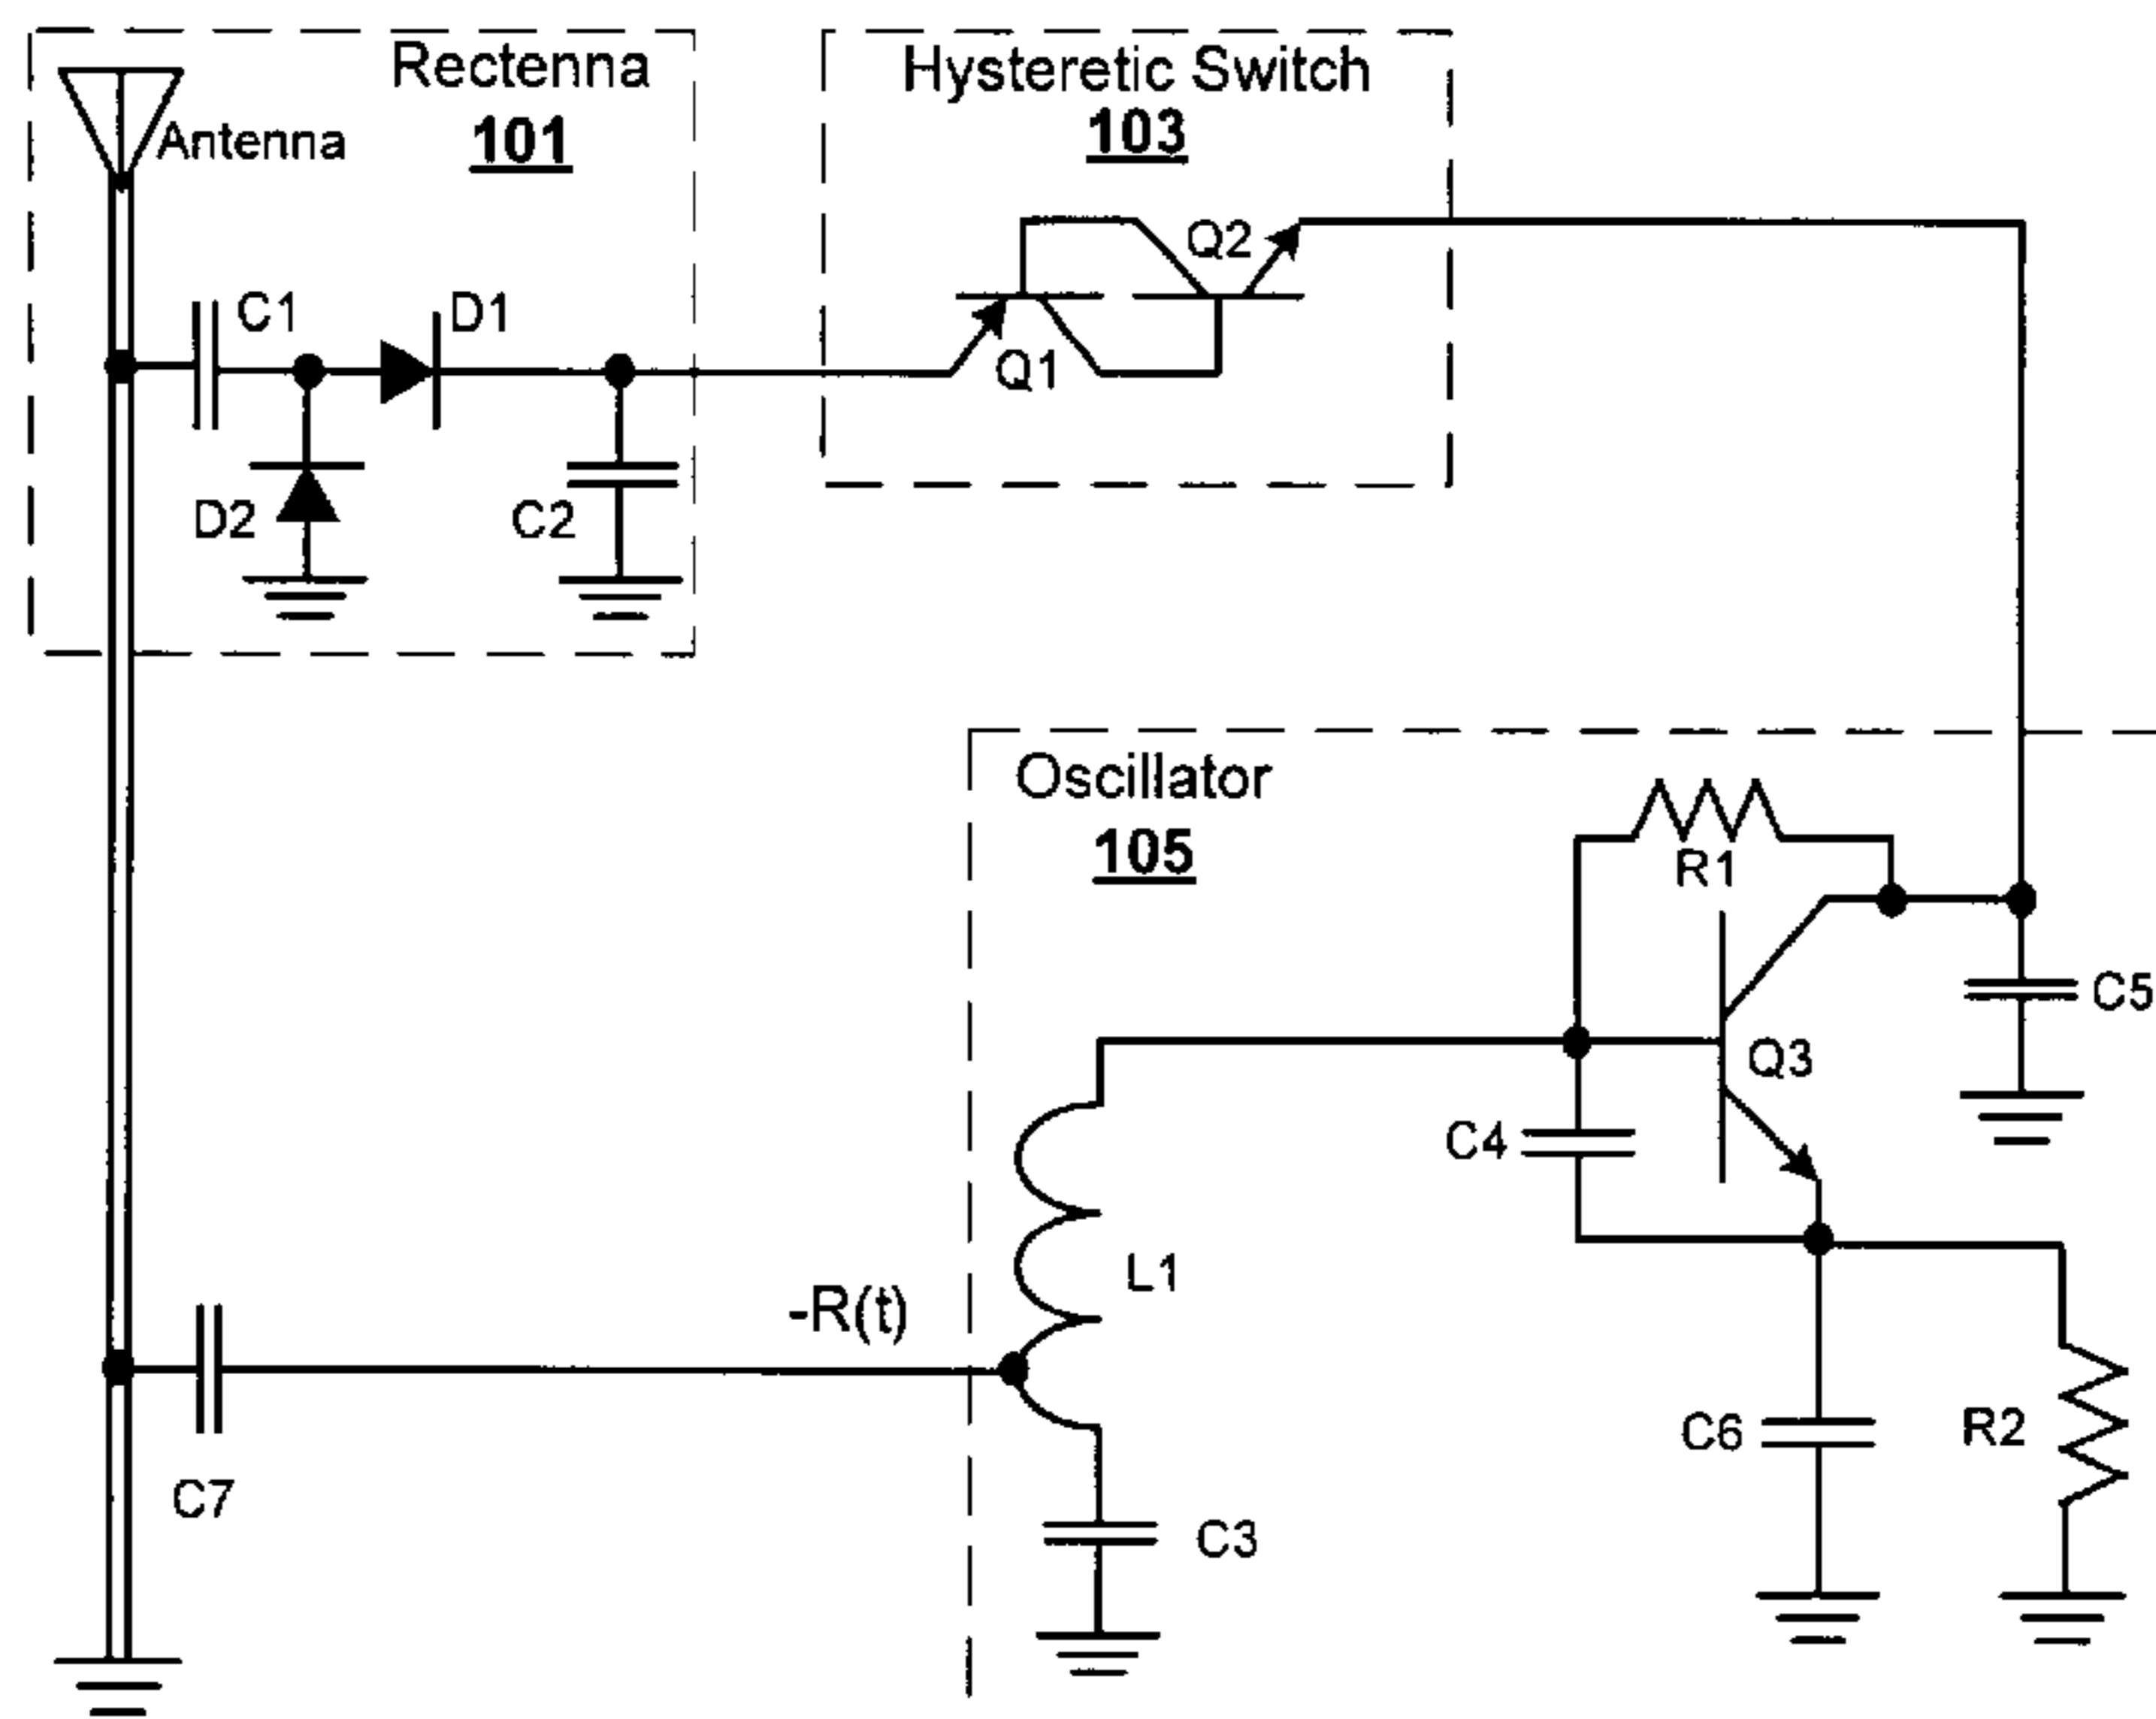 Rectenna
101
Antenna
C1
D1
D2
C2
Hysteretic Switch
103
Q2
Q1
Oscillator
105
R1
C5
Q3
C4
L1
-R(t)
C6
R2
C7
C3